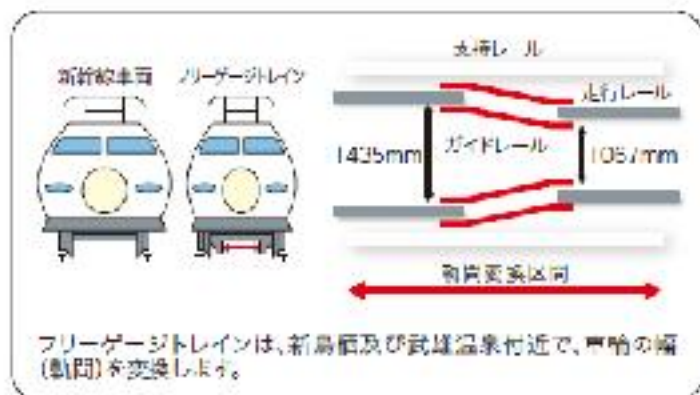 支持レール
新幹線車両
フリーゲージトレイン
走行レール
1435mm
ガイドレール
1067mm
軌間変換区間
フリーゲージトレインは、新鳥栖及び武雄温泉付近で、車輪の幅
(軌間)を変換します。